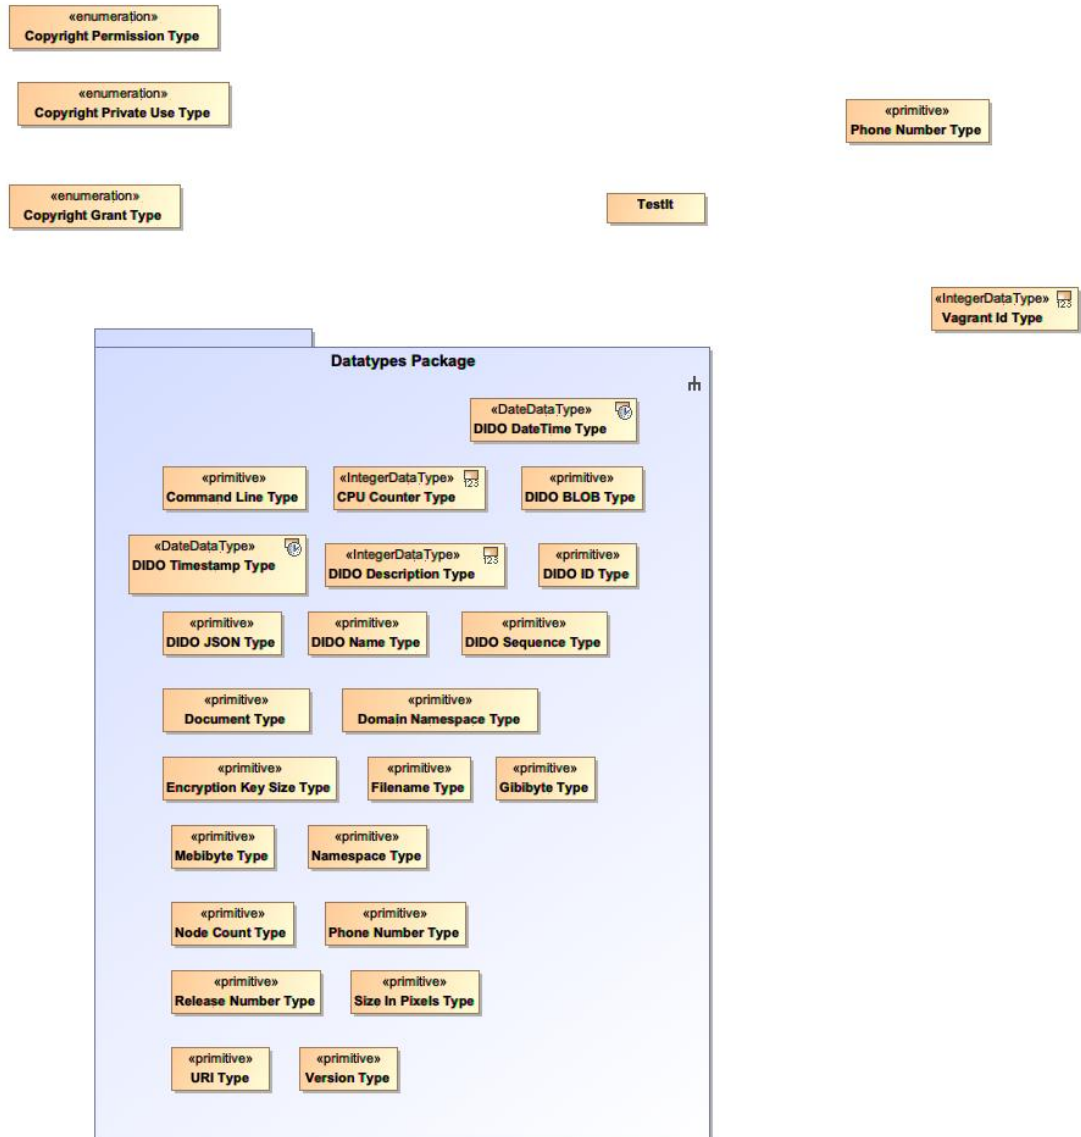 «enumeration»
Copyright Permission Type
«enumeration»
Copyright Private Use Type
«primitive»
Phone Number Type
«enumeration»
Copyright Grant Type
TestIt
«IntegerDataType»
123
Vagrant Id Type
Datatypes Package
«DateDataType»
DIDO DateTime Type
«primitive»
Command Line Type
«IntegerDataType»
123
CPU Counter Type
«primitive»
DIDO BLOB Type
«DateDataType»
DIDO Timestamp Type
«IntegerDataType»
123
DIDO Description Type
«primitive»
DIDO ID Type
«primitive»
DIDO JSON Type
«primitive»
DIDO Name Type
«primitive»
DIDO Sequence Type
«primitive»
Document Type
«primitive»
Domain Namespace Type
«primitive»
Encryption Key Size Type
«primitive»
Filename Type
«primitive»
Gibibyte Type
«primitive»
Mebibyte Type
«primitive»
Namespace Type
«primitive»
Node Count Type
«primitive»
Phone Number Type
«primitive»
Release Number Type
«primitive»
Size In Pixels Type
«primitive»
URI Type
«primitive»
Version Type